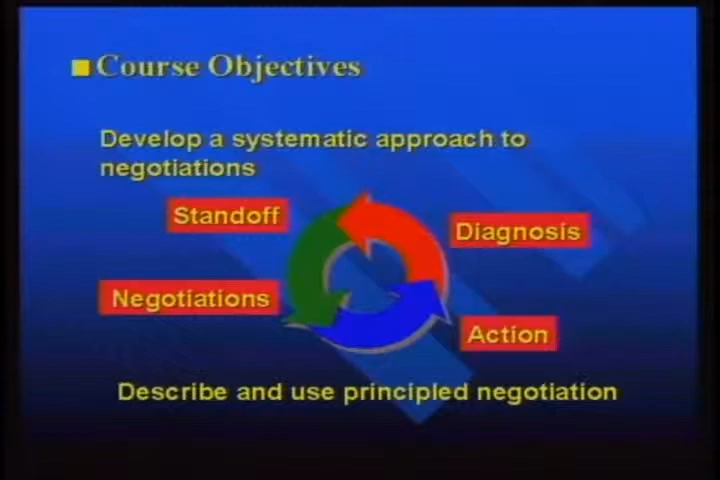 Course Objectives
Develop a systematic approach to
negotiations
Standoff
Diagnosis
Negotiations
Action
Describe and use principled negotiation